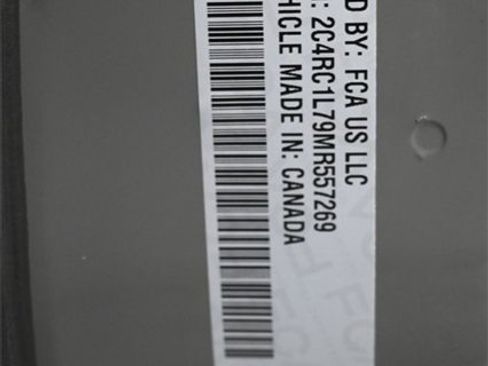 D BY: FCA US LLC
: 2C4RC1L79MR557269
HICLE MADE IN: CANADA